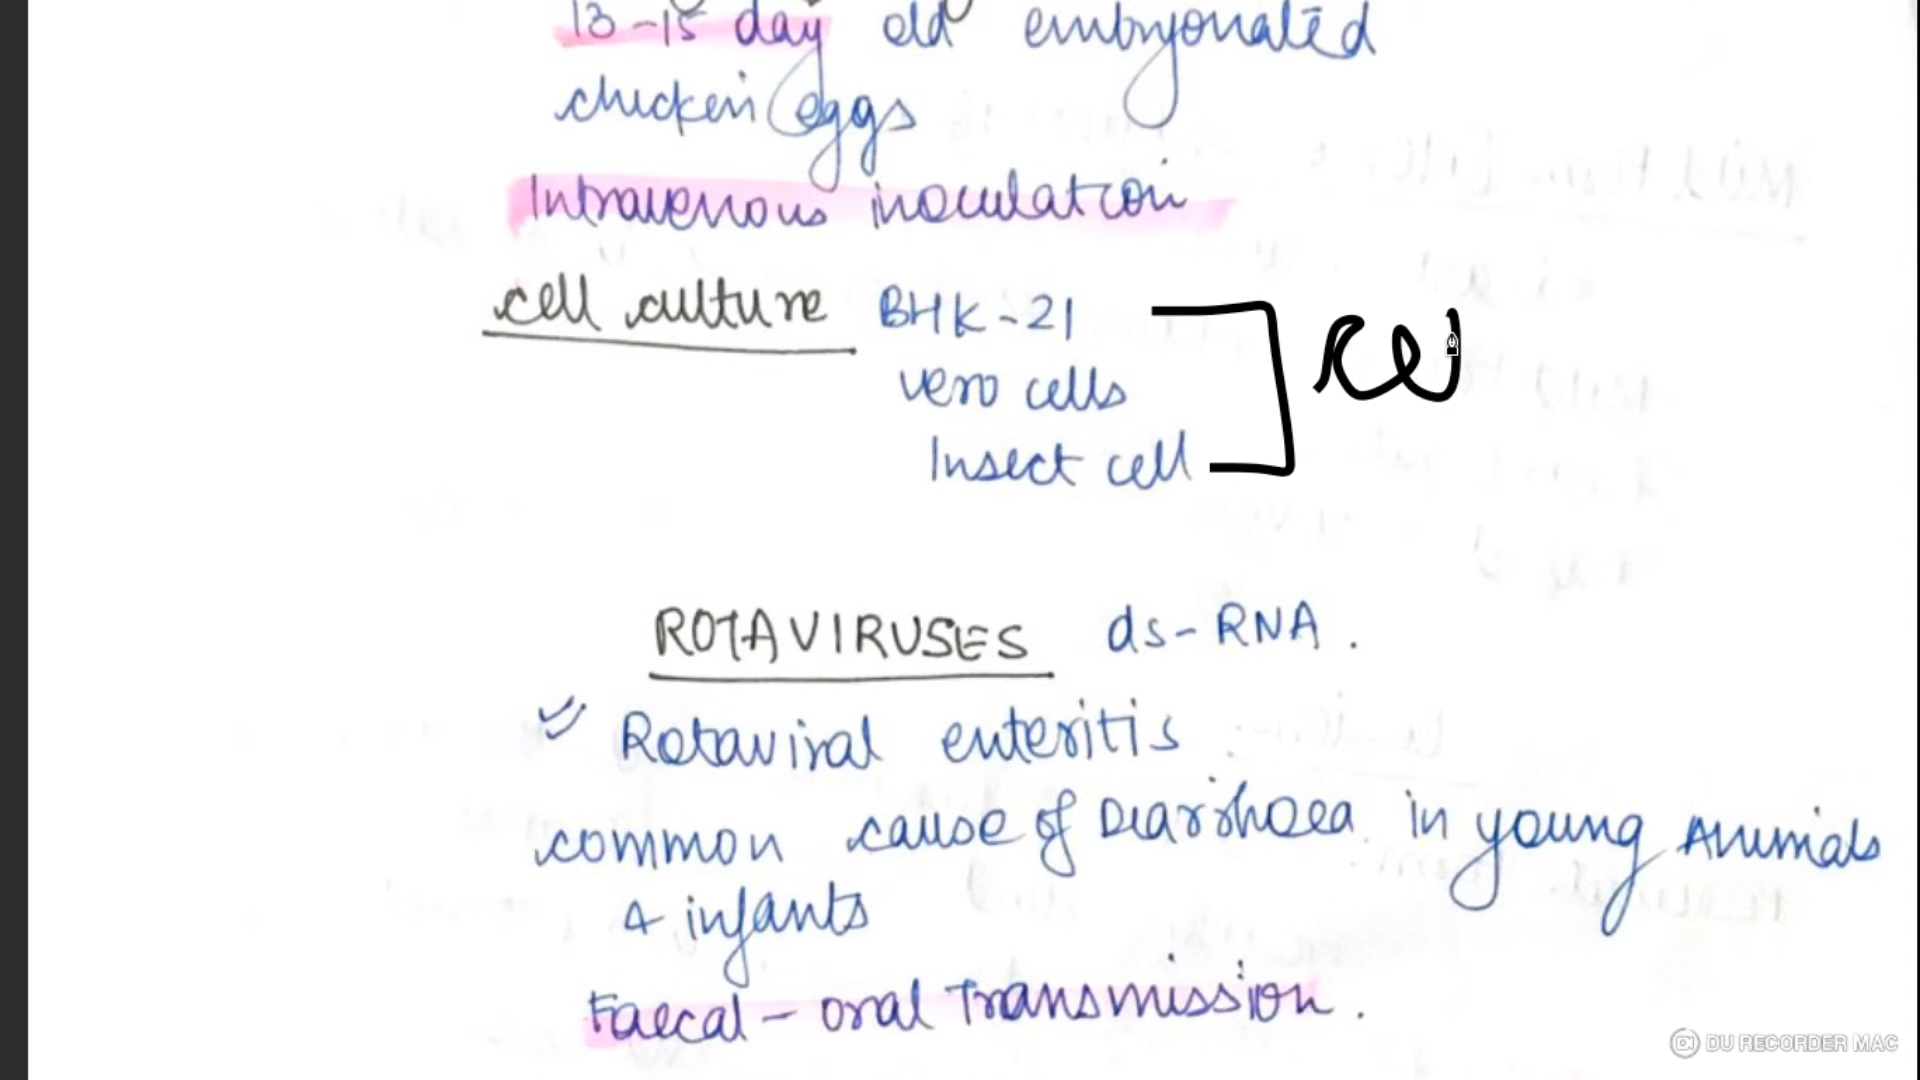 13-15 day old embryonated
chicken eggs
Intravenous inoculation
cell culture BHK-21
vero cells
Insect cell
ROTAVIRUSES ds-RNA.
Rotaviral enteritis
common cause of Diarrhoea in young Animals
& infants
Faecal - oral Transmission.
DU RECORDER MAC